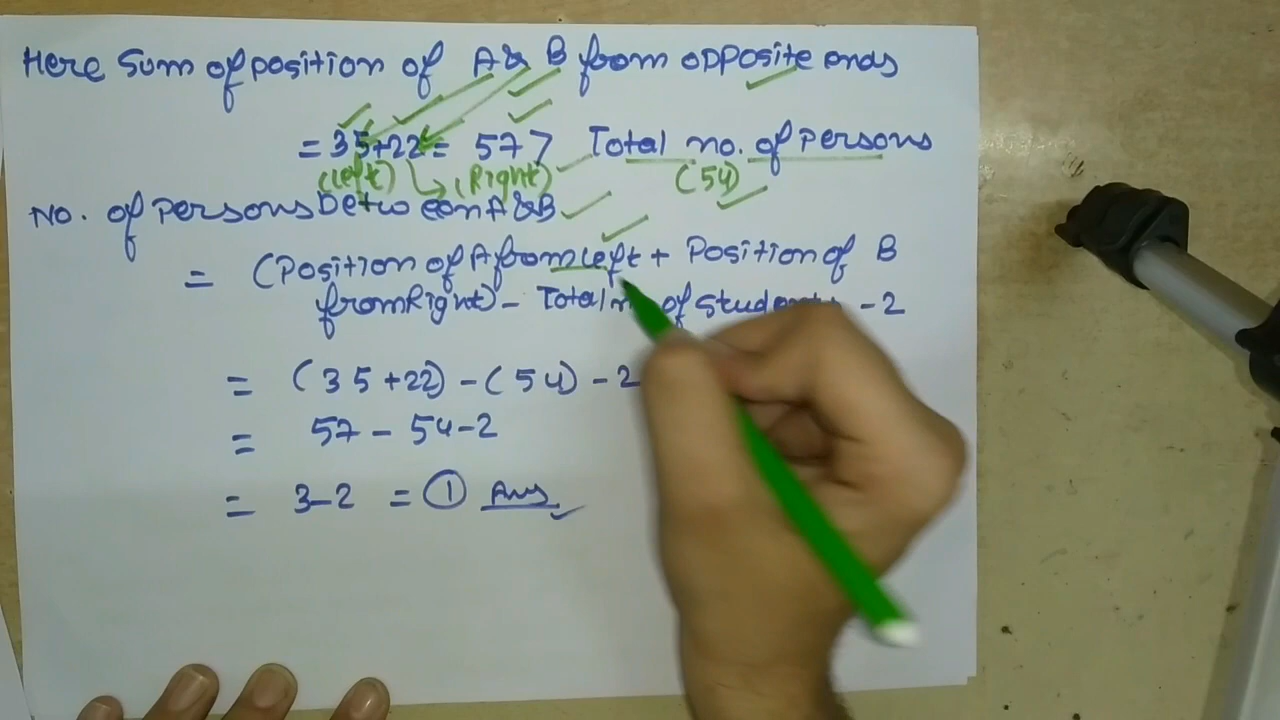 Here Sum of position of A & B from opposite ends
= 35+22 = 57 > Total no. of persons
(Left) (Right) (54)
No. of persons between A & B
= (Position of A from Left + Position of B
from Right) - Total of students - 2
= (35+22) - (54) - 2
= 57 - 54 - 2
= 3-2 = 1 Ans